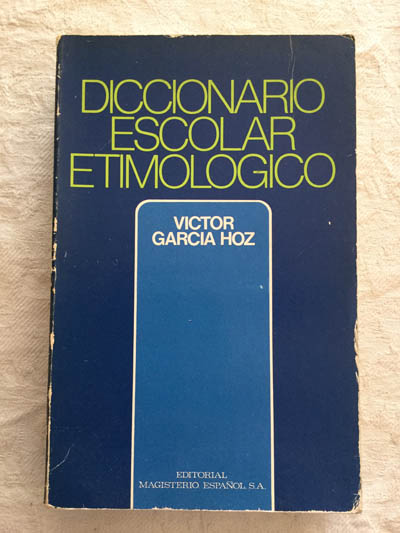 DICCIONARIO
ESCOLAR
ETIMOLOGICO
VICTOR
GARCIA HOZ
EDITORIAL
MAGISTERIO ESPAÑOL, S.A.